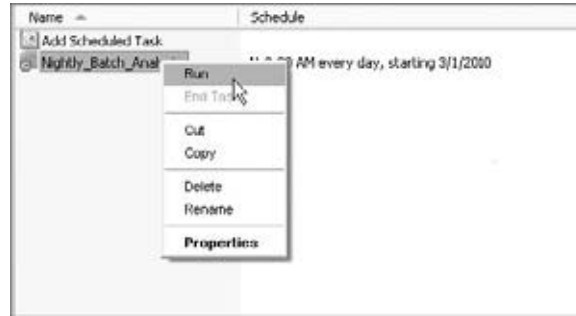 Name Schedule
Add Scheduled Task
Nightly_Batch_Anal AM every day, starting 3/1/2010
Run
End Tas
Cut
Copy
Delete
Rename
Properties